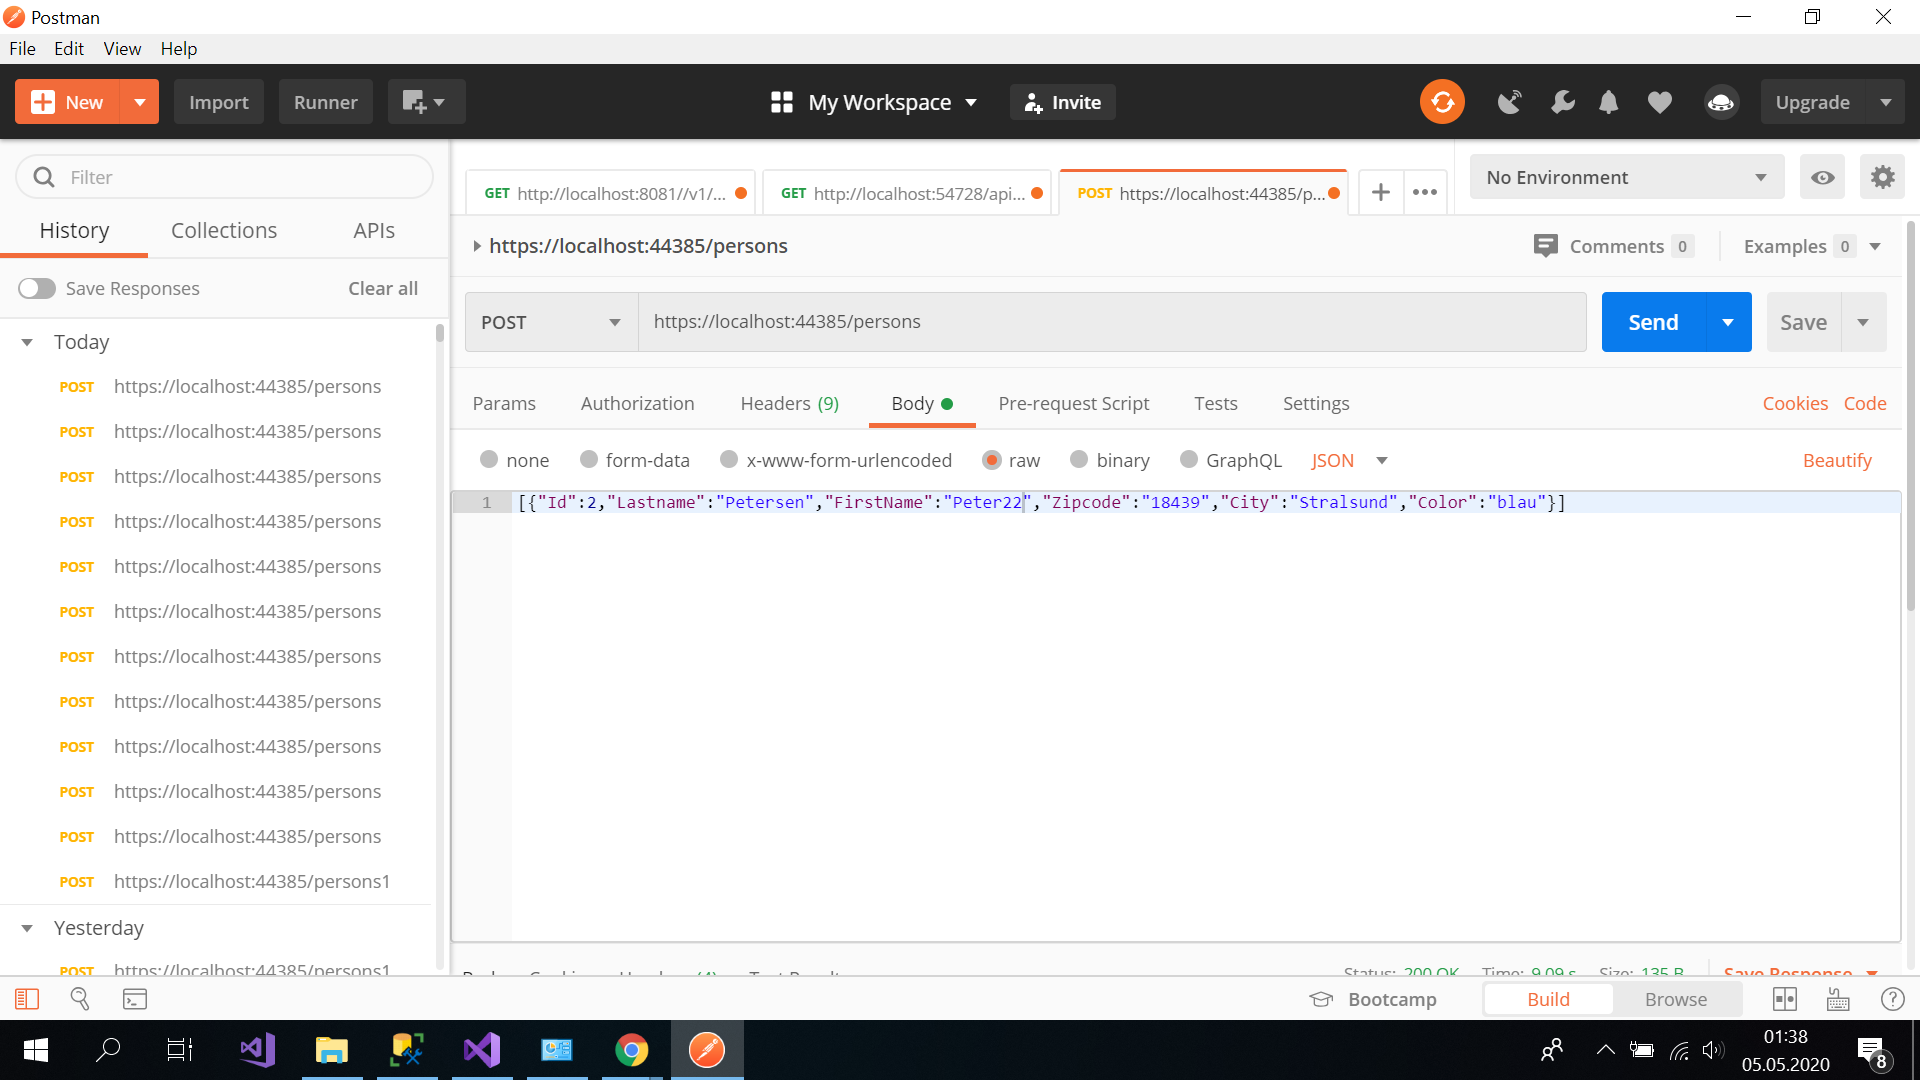 Postman
File Edit View Help
New Import Runner My Workspace Invite Upgrade
Filter
History Collections APIs
Save Responses Clear all
Today
POST https://localhost:44385/persons
POST https://localhost:44385/persons
POST https://localhost:44385/persons
POST https://localhost:44385/persons
POST https://localhost:44385/persons
POST https://localhost:44385/persons
POST https://localhost:44385/persons
POST https://localhost:44385/persons
POST https://localhost:44385/persons
POST https://localhost:44385/persons
POST https://localhost:44385/persons
POST https://localhost:44385/persons1
Yesterday
POST https://localhost:44385/persons1
GET http://localhost:8081//v1/... GET http://localhost:54728/api... POST https://localhost:44385/p... No Environment
https://localhost:44385/persons Comments 0 Examples 0
POST https://localhost:44385/persons Send Save
Params Authorization Headers (9) Body Pre-request Script Tests Settings Cookies Code
none form-data x-www-form-urlencoded raw binary GraphQL JSON Beautify
1 [{"Id":2,"Lastname":"Petersen","FirstName":"Peter22","Zipcode":"18439","City":"Stralsund","Color":"blau"}]
Status: 200 OK Time: 9.09 s Size: 135 B Save Response
Bootcamp Build Browse
01:38
05.05.2020
8